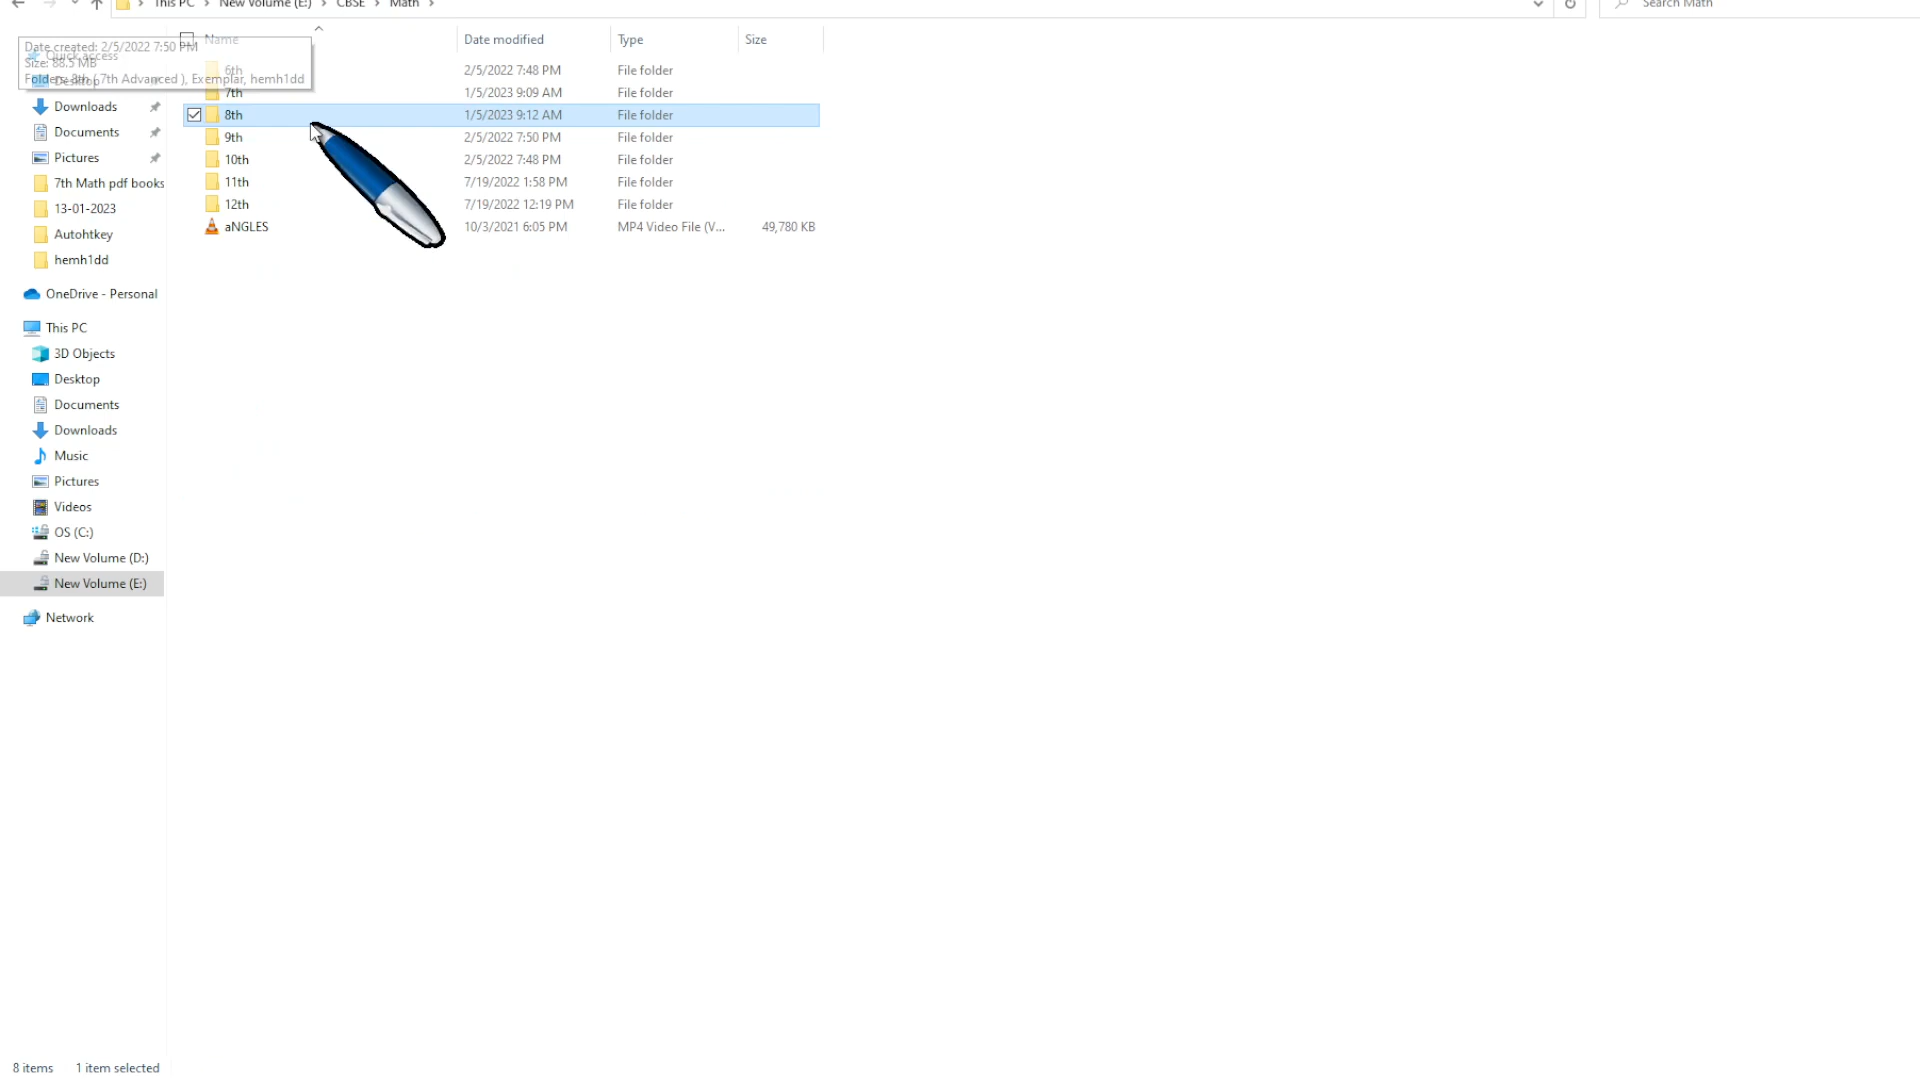 This PC > New Volume (E:) > CBSE > Math >
Search Math
Name
Date modified
Type
Size
Date created: 2/5/2022 7:50 PM
Size: 88.5 MB
Folders: 8th ( 7th Advanced ), Exemplar, hemh1dd
Quick access
Desktop
Downloads
Documents
Pictures
7th Math pdf books
13-01-2023
Autohtkey
hemh1dd
OneDrive - Personal
This PC
3D Objects
Desktop
Documents
Downloads
Music
Pictures
Videos
OS (C:)
New Volume (D:)
New Volume (E:)
Network
6th 2/5/2022 7:48 PM File folder
7th 1/5/2023 9:09 AM File folder
8th 1/5/2023 9:12 AM File folder
9th 2/5/2022 7:50 PM File folder
10th 2/5/2022 7:48 PM File folder
11th 7/19/2022 1:58 PM File folder
12th 7/19/2022 12:19 PM File folder
aNGLES 10/3/2021 6:05 PM MP4 Video File (V... 49,780 KB
8 items 1 item selected